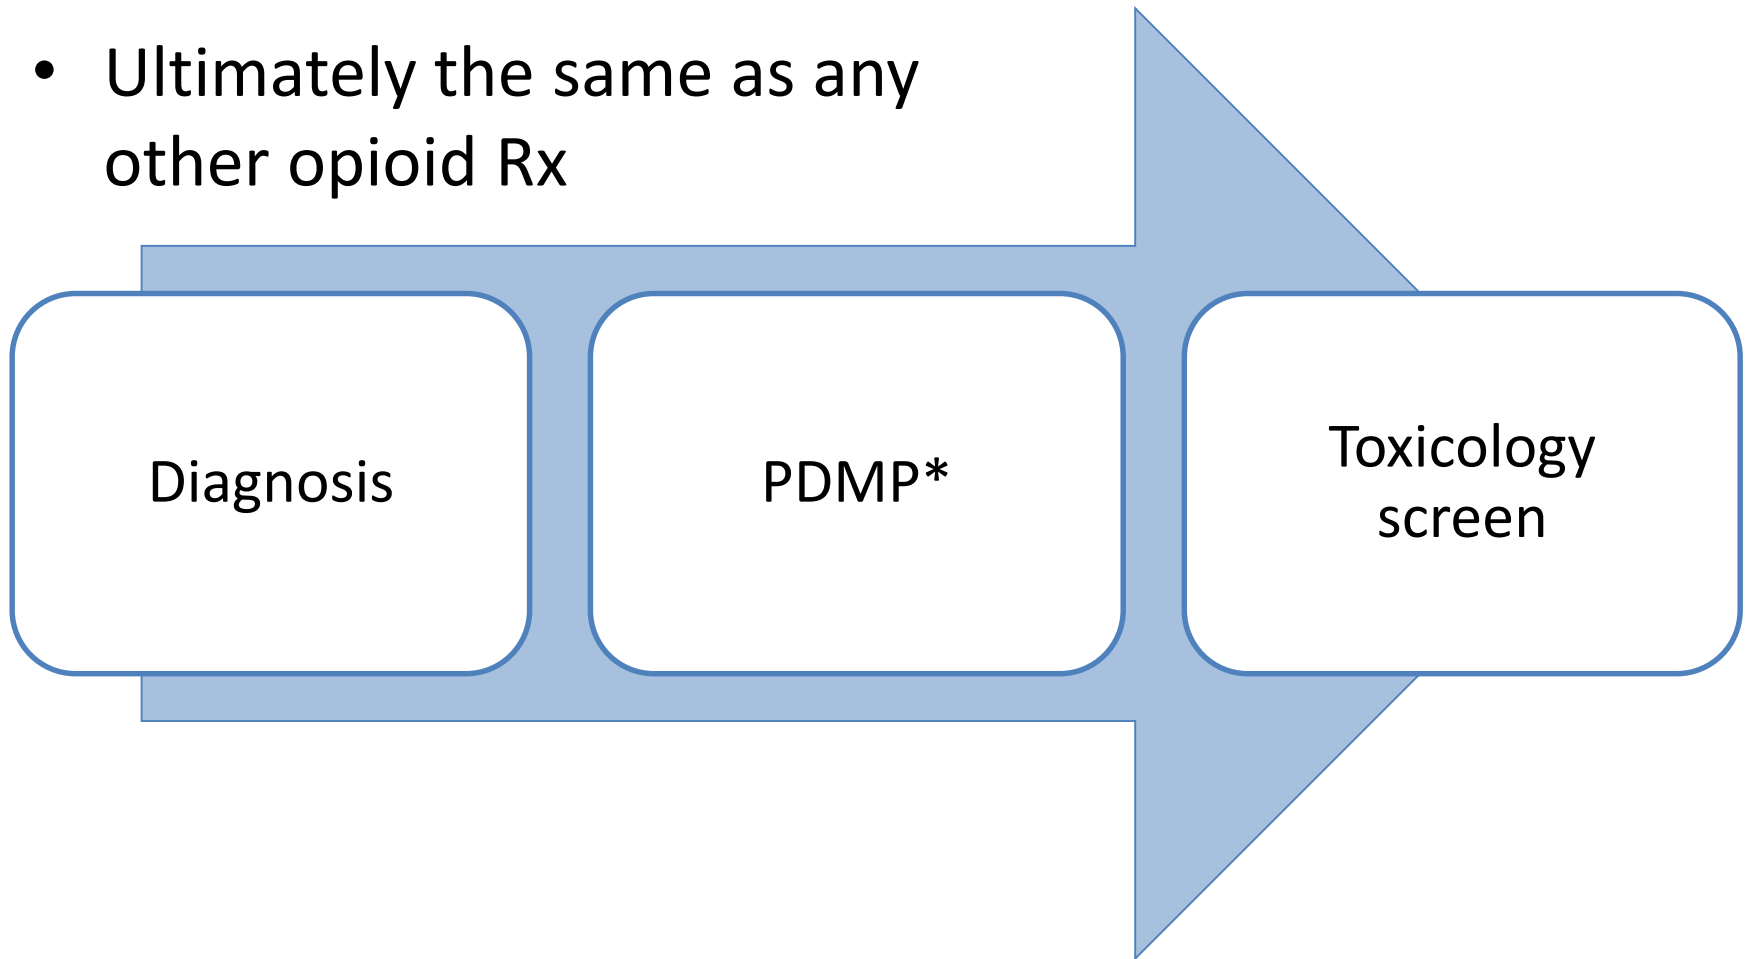 • Ultimately the same as any
other opioid Rx
Diagnosis
PDMP*
Toxicology
screen